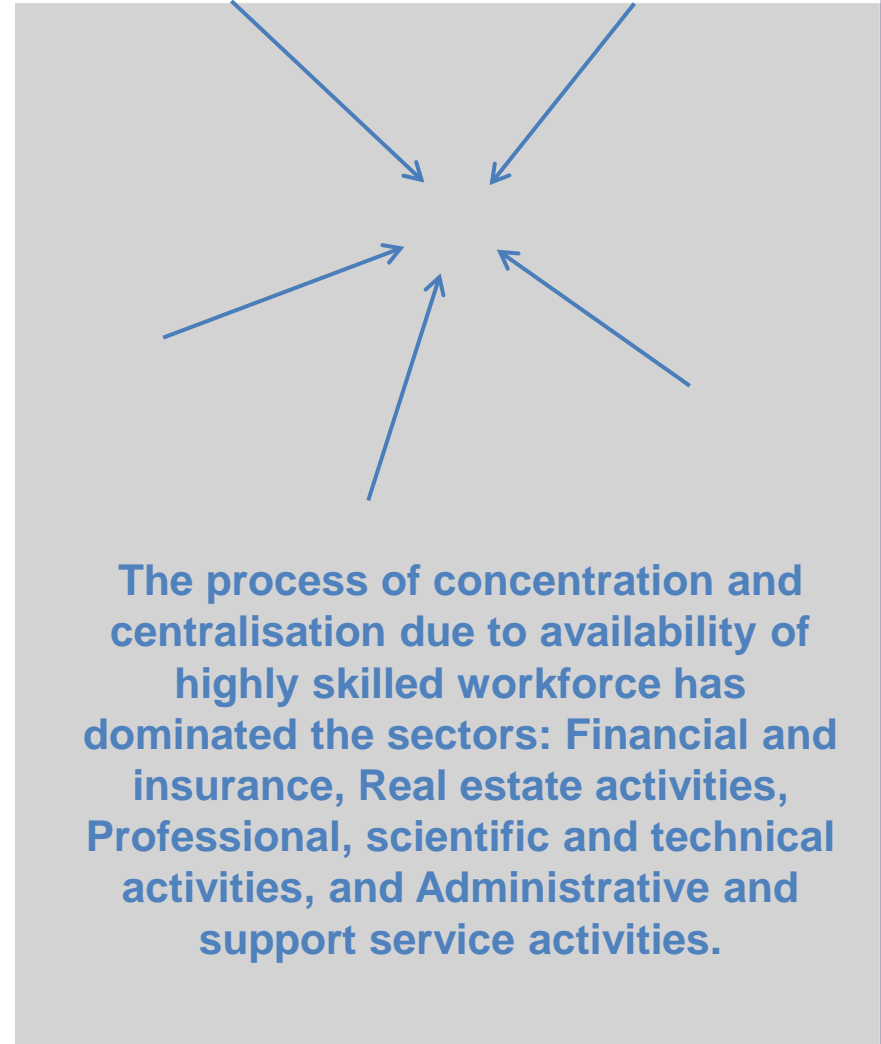 The process of concentration and
centralisation due to availability of
highly skilled workforce has
dominated the sectors: Financial and
insurance, Real estate activities,
Professional, scientific and technical
activities, and Administrative and
support service activities.